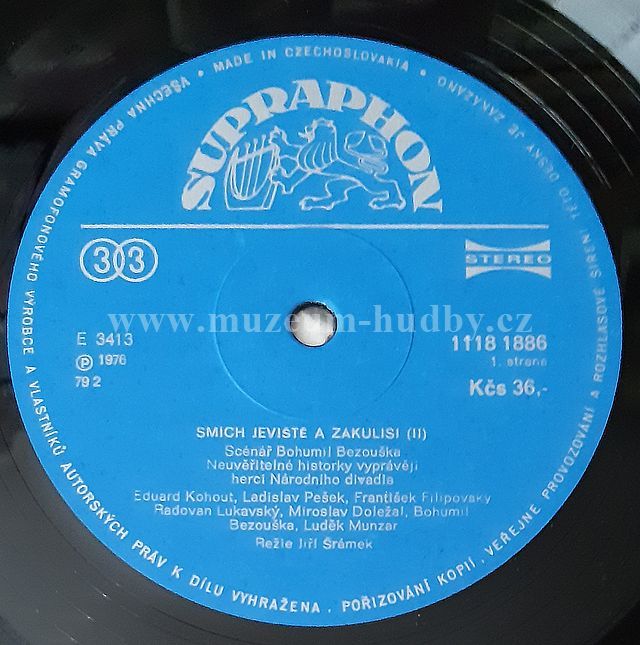 VŠECHNA PRÁVA GRAMOFONOVÉHO VÝROBCE A VLASTNÍKŮ AUTORSKÝCH PRÁV K DÍLU VYHRAŽENA . POŘIZOVÁNÍ KOPIÍ . VEŘEJNÉ PROVOZOVÁNÍ A ROZHLASOVÉ ŠÍŘENÍ TÉTO DESKY JE ZAKÁZÁNO
• MADE IN CZECHOSLOVAKIA •
SUPRAPHON
33
STEREO
www.muzeum-hudby.cz
E 3413
1118 1886
Ⓟ 1976
1. strana
79 2
Kčs 36,-
SMÍCH JEVIŠTĚ A ZÁKULISÍ (II)
Scénář Bohumil Bezouška
Neuvěřitelné historky vyprávějí
herci Národního divadla
Eduard Kohout, Ladislav Pešek, František Filipovský
Radovan Lukavský, Miroslav Doležal, Bohumil
Bezouška, Luděk Munzar
Režie Jiří Šrámek